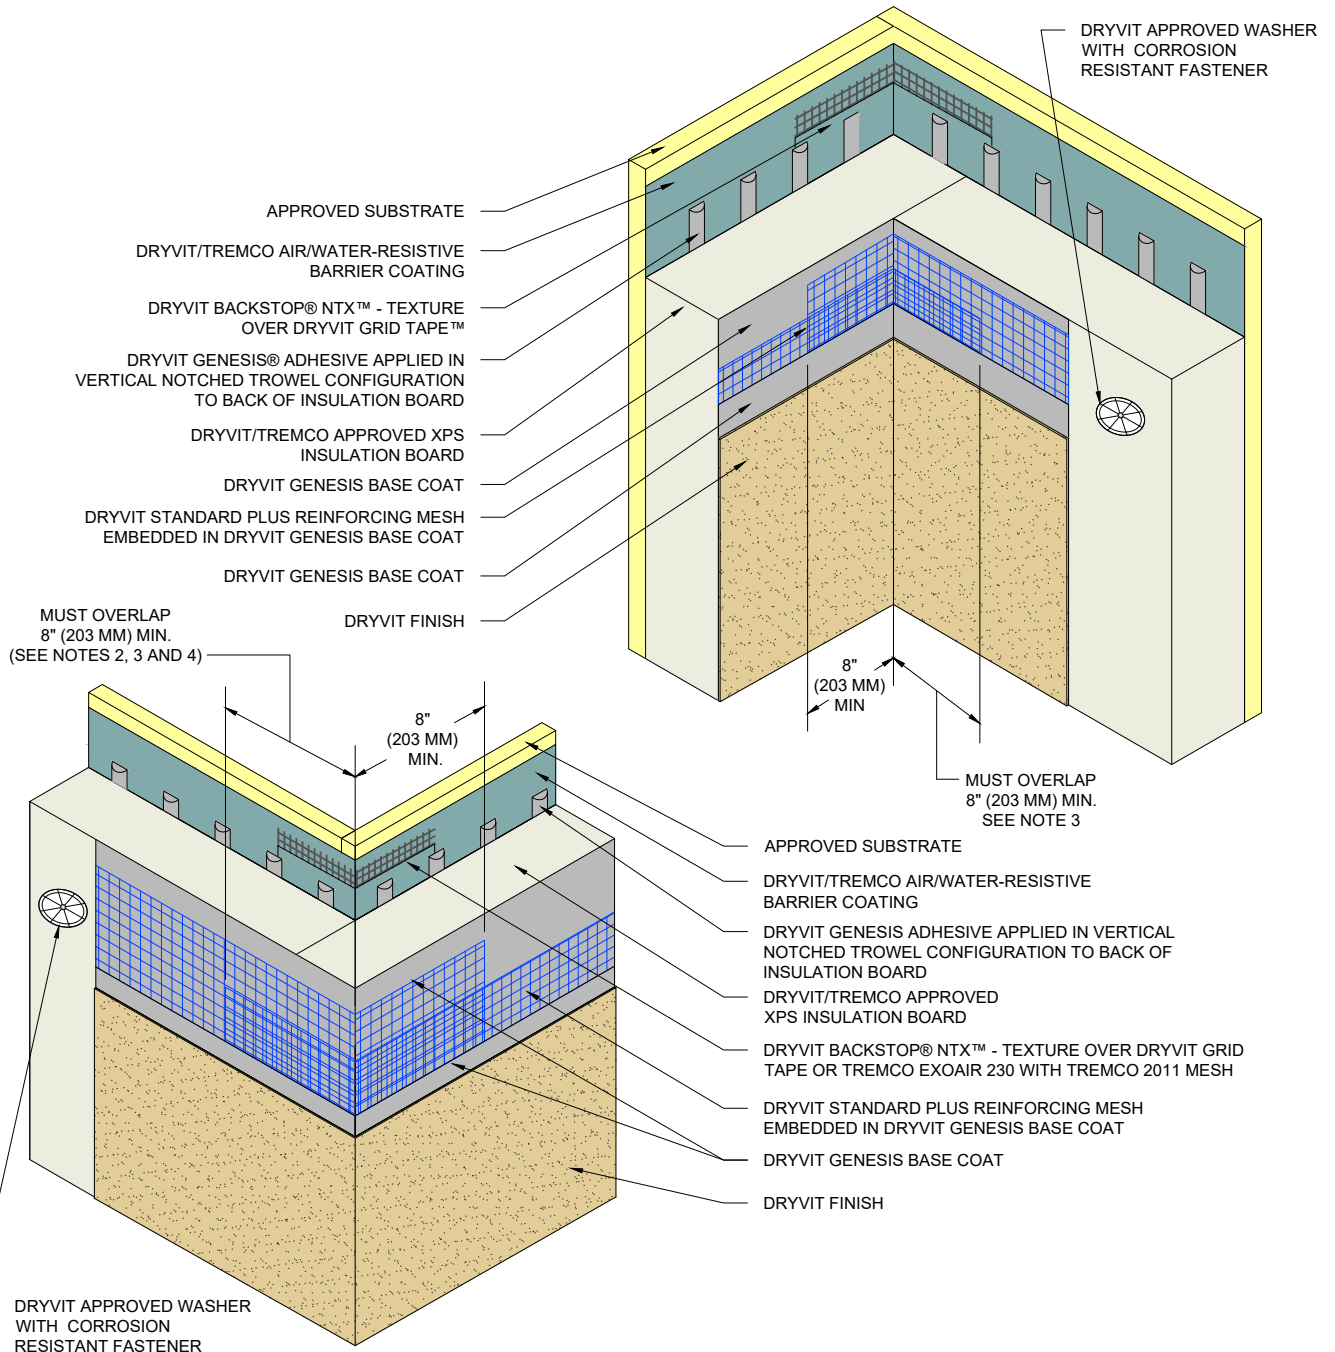 DRYVIT APPROVED WASHER
WITH CORROSION
RESISTANT FASTENER
APPROVED SUBSTRATE
DRYVIT/TREMCO AIR/WATER-RESISTIVE
BARRIER COATING
DRYVIT BACKSTOP® NTX™ - TEXTURE
OVER DRYVIT GRID TAPE™
DRYVIT GENESIS® ADHESIVE APPLIED IN
VERTICAL NOTCHED TROWEL CONFIGURATION
TO BACK OF INSULATION BOARD
DRYVIT/TREMCO APPROVED XPS
INSULATION BOARD
DRYVIT GENESIS BASE COAT
DRYVIT STANDARD PLUS REINFORCING MESH
EMBEDDED IN DRYVIT GENESIS BASE COAT
DRYVIT GENESIS BASE COAT
DRYVIT FINISH
8"
(203 MM)
MIN
MUST OVERLAP
8" (203 MM) MIN.
SEE NOTE 3
MUST OVERLAP
8" (203 MM) MIN.
(SEE NOTES 2, 3 AND 4)
8"
(203 MM)
MIN.
APPROVED SUBSTRATE
DRYVIT/TREMCO AIR/WATER-RESISTIVE
BARRIER COATING
DRYVIT GENESIS ADHESIVE APPLIED IN VERTICAL
NOTCHED TROWEL CONFIGURATION TO BACK OF
INSULATION BOARD
DRYVIT/TREMCO APPROVED
XPS INSULATION BOARD
DRYVIT BACKSTOP® NTX™ - TEXTURE OVER DRYVIT GRID
TAPE OR TREMCO EXOAIR 230 WITH TREMCO 2011 MESH
DRYVIT STANDARD PLUS REINFORCING MESH
EMBEDDED IN DRYVIT GENESIS BASE COAT
DRYVIT GENESIS BASE COAT
DRYVIT FINISH
DRYVIT APPROVED WASHER
WITH CORROSION
RESISTANT FASTENER